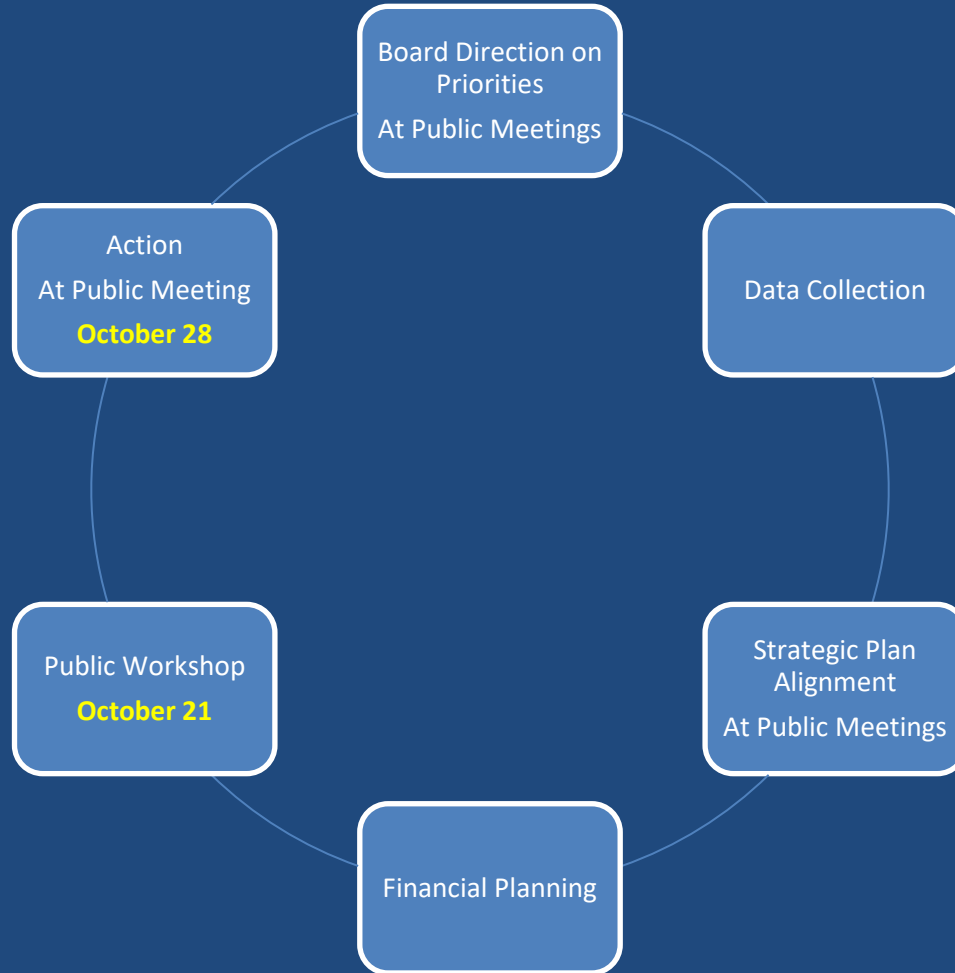 Board Direction on
Priorities
At Public Meetings
Data Collection
Strategic Plan
Alignment
At Public Meetings
Financial Planning
Public Workshop
October 21
Action
At Public Meeting
October 28